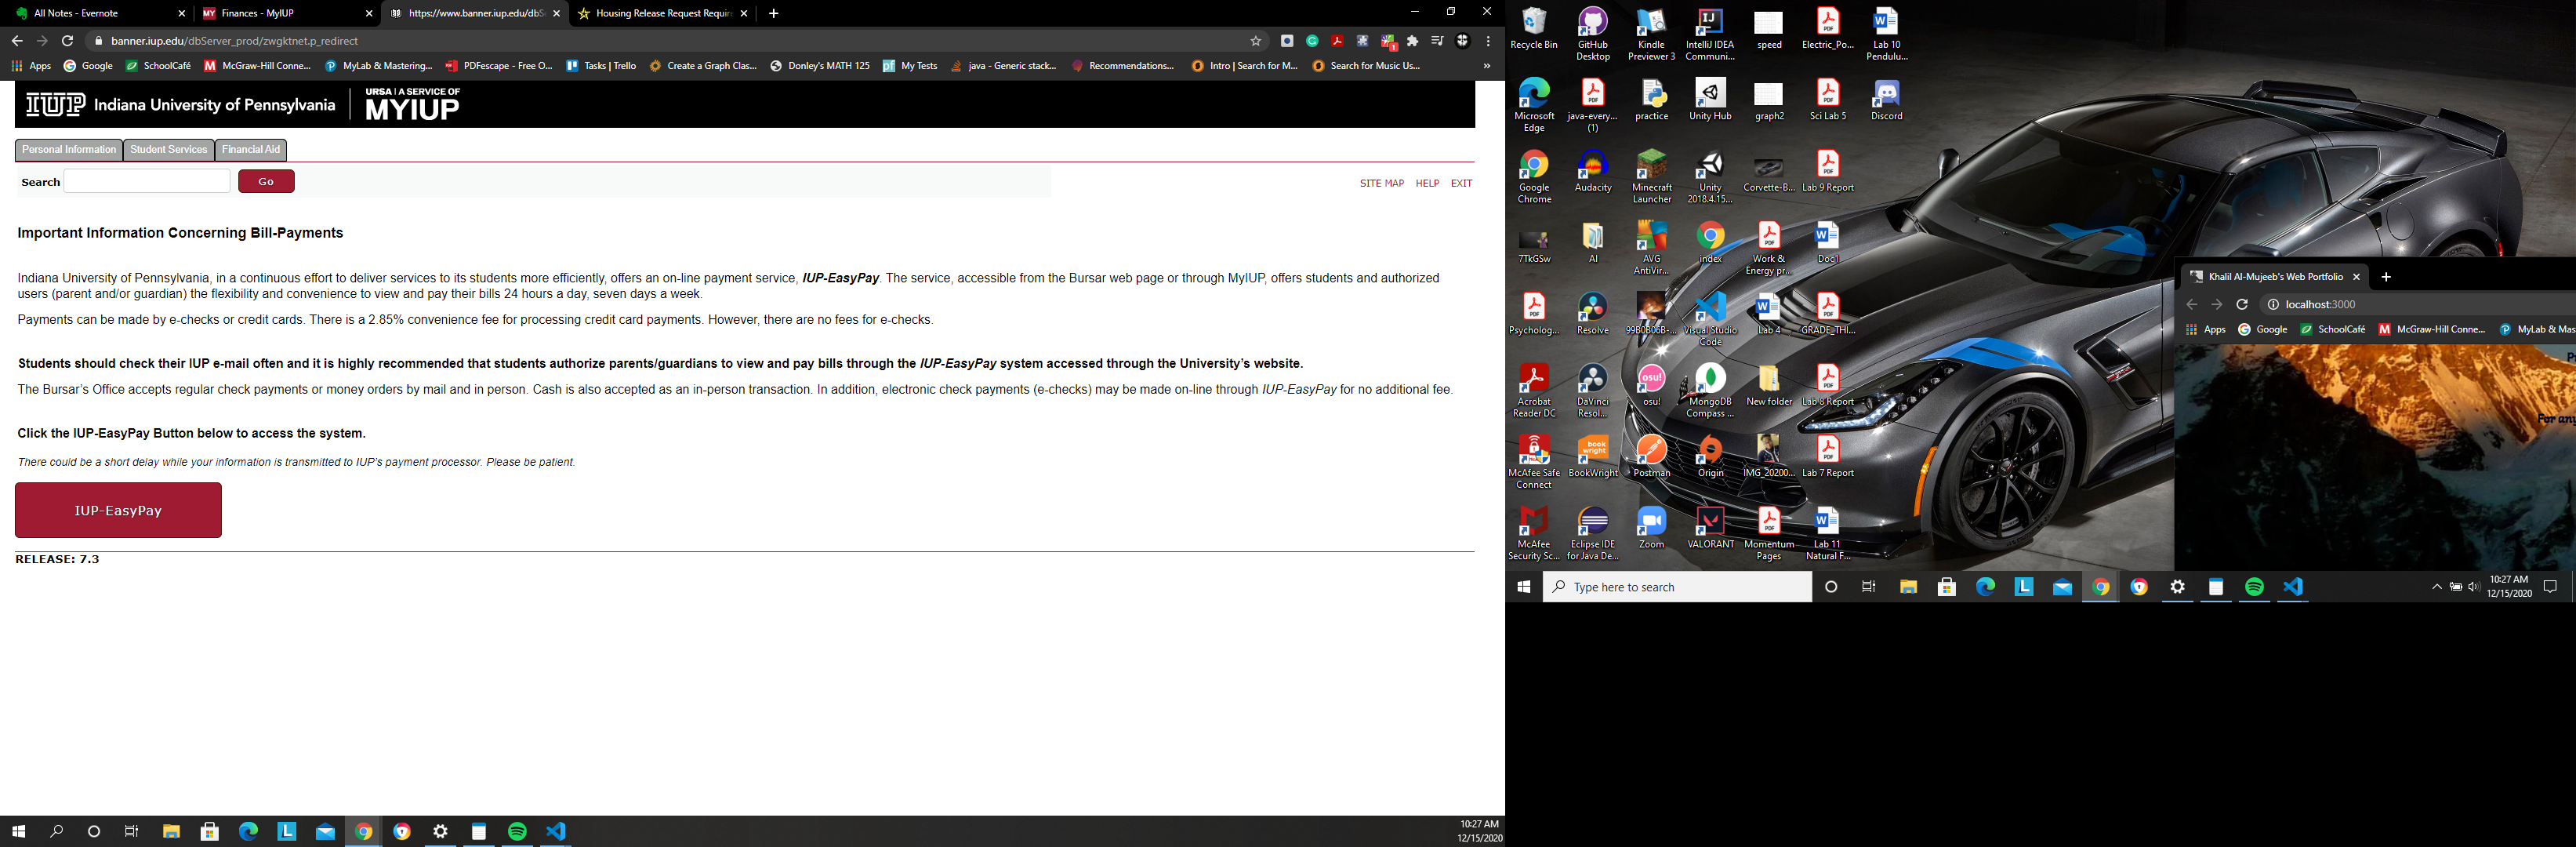 All Notes - Evernote
Finances - MyIUP
https://www.banner.iup.edu/dbS
Housing Release Request Require
banner.iup.edu/dbServer_prod/zwgktnet.p_redirect
Apps Google SchoolCafé McGraw-Hill Conne... MyLab & Mastering... PDFescape - Free O... Tasks | Trello Create a Graph Clas... Donley's MATH 125 My Tests java - Generic stack... Recommendations... Intro | Search for M... Search for Music Us... »
IUP Indiana University of Pennsylvania
URSA | A SERVICE OF
MYIUP
Personal Information Student Services Financial Aid
Search Go
SITE MAP HELP EXIT
Important Information Concerning Bill-Payments
Indiana University of Pennsylvania, in a continuous effort to deliver services to its students more efficiently, offers an on-line payment service, IUP-EasyPay. The service, accessible from the Bursar web page or through MyIUP, offers students and authorized
users (parent and/or guardian) the flexibility and convenience to view and pay their bills 24 hours a day, seven days a week.
Payments can be made by e-checks or credit cards. There is a 2.85% convenience fee for processing credit card payments. However, there are no fees for e-checks.
Students should check their IUP e-mail often and it is highly recommended that students authorize parents/guardians to view and pay bills through the IUP-EasyPay system accessed through the University's website.
The Bursar's Office accepts regular check payments or money orders by mail and in person. Cash is also accepted as an in-person transaction. In addition, electronic check payments (e-checks) may be made on-line through IUP-EasyPay for no additional fee.
Click the IUP-EasyPay Button below to access the system.
There could be a short delay while your information is transmitted to IUP's payment processor. Please be patient.
IUP-EasyPay
RELEASE: 7.3
10:27 AM
12/15/2020
Recycle Bin
GitHub
Desktop
Kindle
Previewer 3
IntelliJ IDEA
Communi...
speed
Electric_Po...
Lab 10
Pendulu...
Microsoft
Edge
java-every...
(1)
practice
Unity Hub
graph2
Sci Lab 5
Discord
Google
Chrome
Audacity
Minecraft
Launcher
Unity
2018.4.15...
Corvette-B...
Lab 9 Report
7TkGSw
AI
AVG
AntiVir...
index
Work &
Energy pr...
Doc1
Psycholog...
Resolve
99B0B06B-...
Visual Studio
Code
Lab 4
GRADE_THI...
Acrobat
Reader DC
DaVinci
Resol...
osu!
MongoDB
Compass ...
New folder
Lab 8 Report
McAfee Safe
Connect
BookWright
Postman
Origin
IMG_20200...
Lab 7 Report
McAfee
Security Sc...
Eclipse IDE
for Java De...
Zoom
VALORANT
Momentum
Pages
Lab 11
Natural F...
Khalil Al-Mujeeb's Web Portfolio
localhost:3000
Apps Google SchoolCafé McGraw-Hill Conne... MyLab & Mas
For any
Type here to search
10:27 AM
12/15/2020